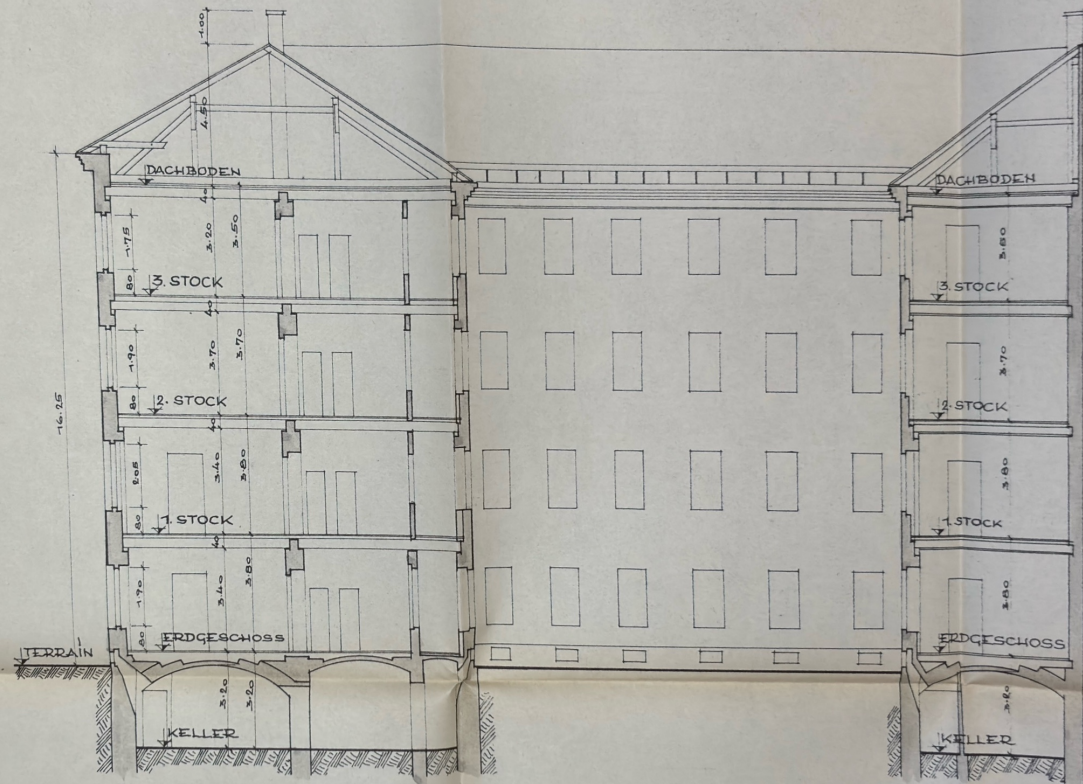 1.00
4.50
DACHBODEN
DACHBODEN
40
1.75
3.20
3.50
3.50
80
3. STOCK
3. STOCK
40
1.90
3.70
3.70
3.70
80
2. STOCK
2. STOCK
40
16.25
2.05
3.40
3.80
3.80
80
1. STOCK
1. STOCK
40
1.90
3.40
3.80
3.80
80
ERDGESCHOSS
ERDGESCHOSS
TERRAIN
3.20
3.20
3.20
KELLER
KELLER